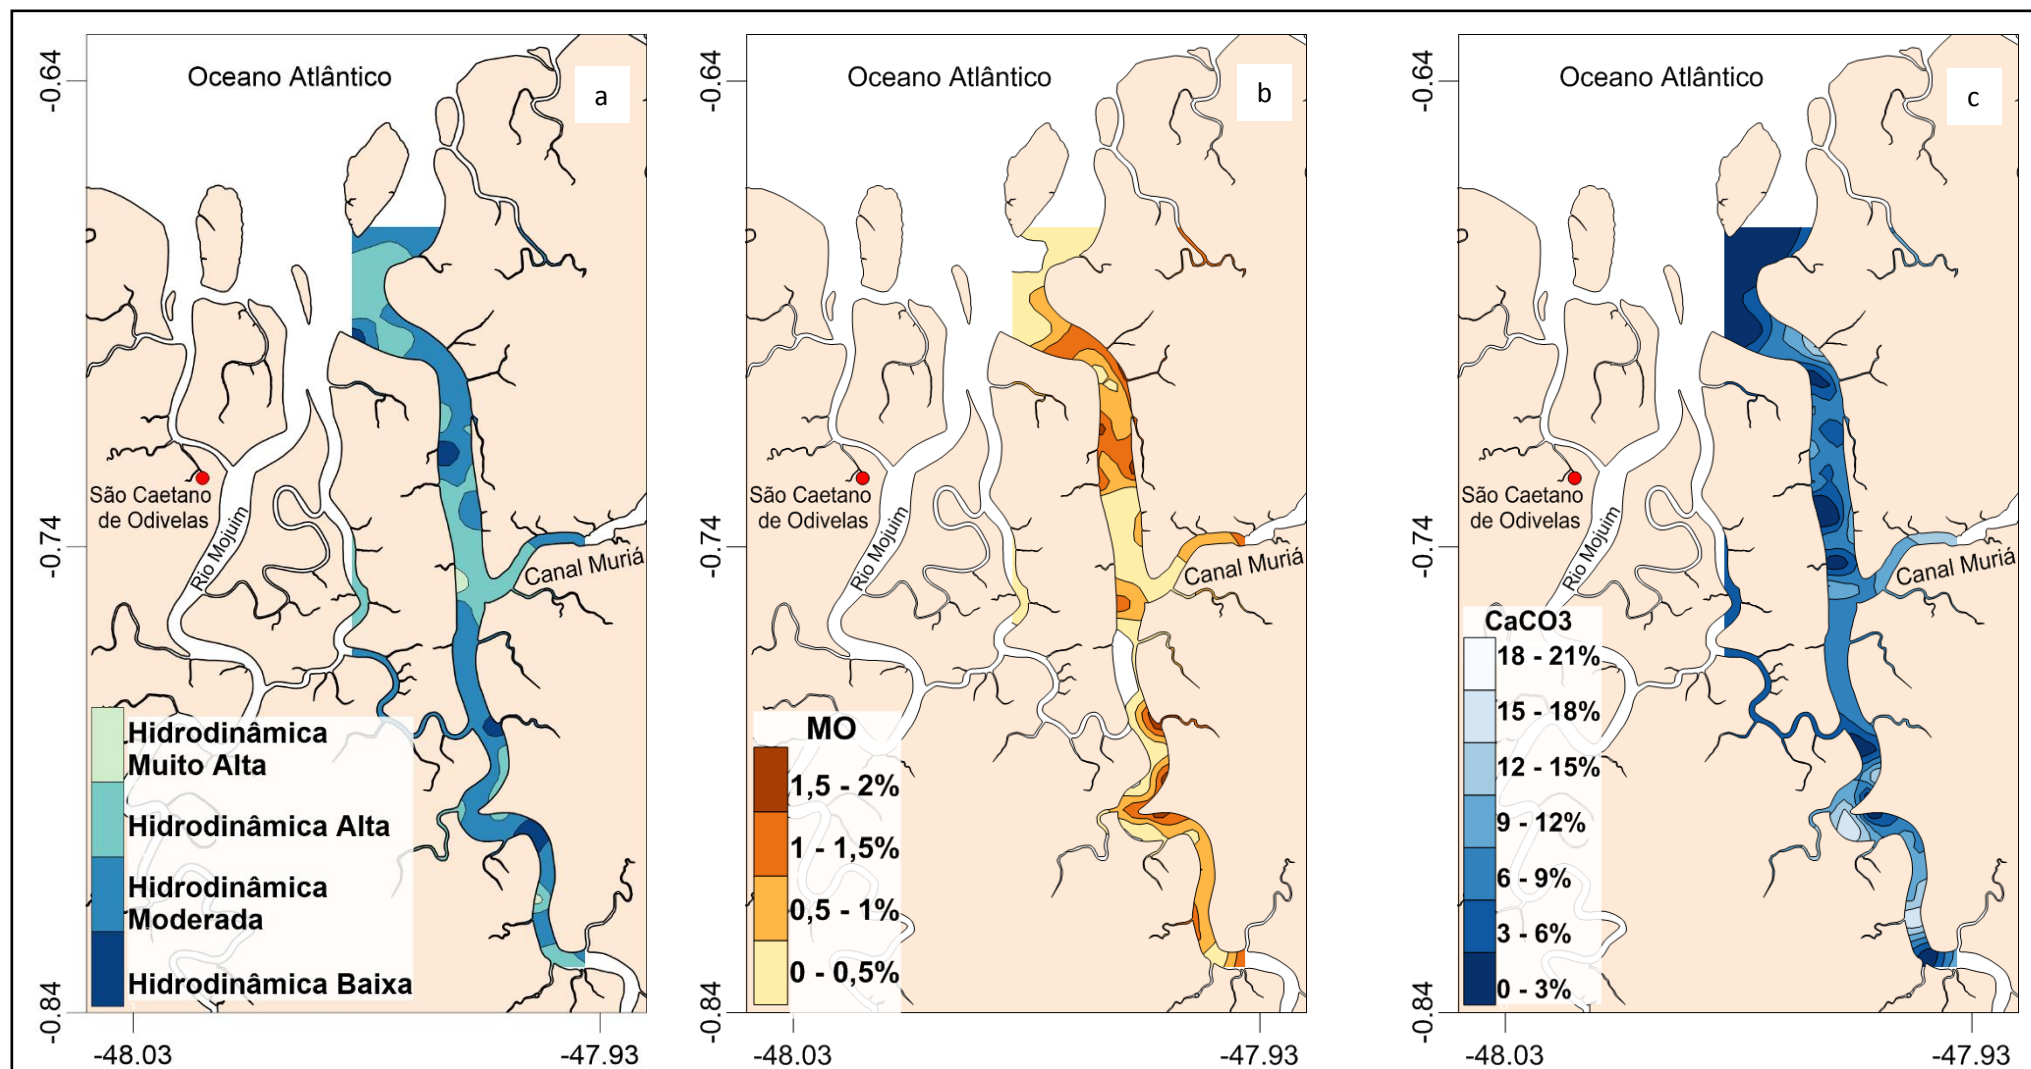 Oceano Atlântico
a
-0.64
-0.74
-0.84
São Caetano
de Odivelas
Rio Mojuim
Canal Muriá
Hidrodinâmica
Muito Alta
Hidrodinâmica Alta
Hidrodinâmica
Moderada
Hidrodinâmica Baixa
-48.03
-47.93
Oceano Atlântico
b
-0.64
-0.74
-0.84
São Caetano
de Odivelas
Rio Mojuim
Canal Muriá
MO
1,5 - 2%
1 - 1,5%
0,5 - 1%
0 - 0,5%
-48.03
-47.93
Oceano Atlântico
c
-0.64
-0.74
-0.84
São Caetano
de Odivelas
Rio Mojuim
Canal Muriá
CaCO3
18 - 21%
15 - 18%
12 - 15%
9 - 12%
6 - 9%
3 - 6%
0 - 3%
-48.03
-47.93